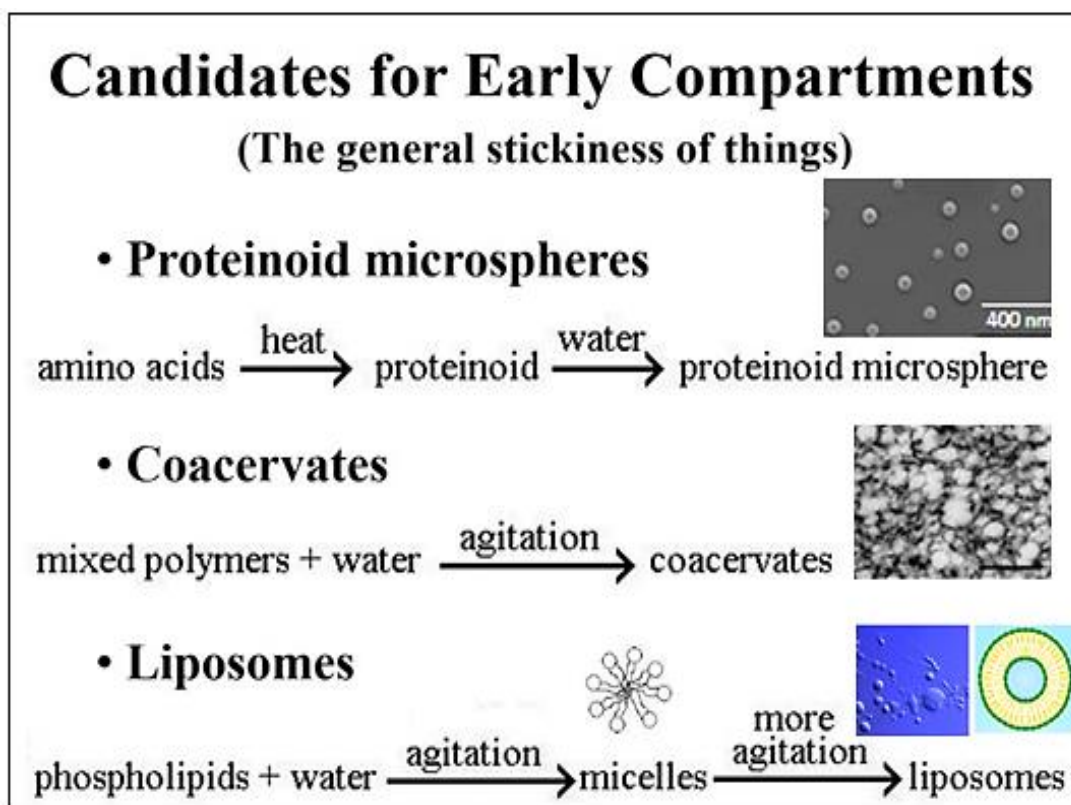 Candidates for Early Compartments
(The general stickiness of things)
• Proteinoid microspheres
400 nm
heat
water
amino acids → proteinoid → proteinoid microsphere
• Coacervates
agitation
mixed polymers + water → coacervates
• Liposomes
more
agitation agitation
phospholipids + water → micelles → liposomes